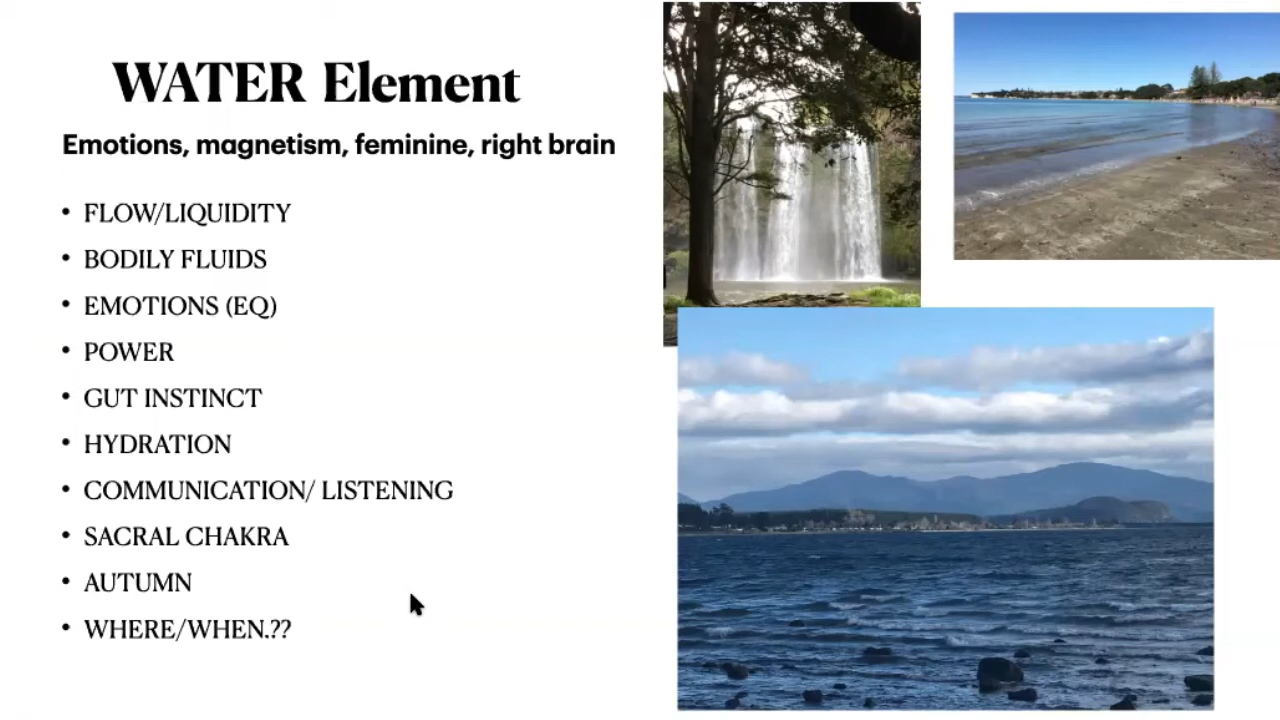 WATER Element
Emotions, magnetism, feminine, right brain
• FLOW/LIQUIDITY
• BODILY FLUIDS
• EMOTIONS (EQ)
• POWER
• GUT INSTINCT
• HYDRATION
• COMMUNICATION/ LISTENING
• SACRAL CHAKRA
• AUTUMN
• WHERE/WHEN.??